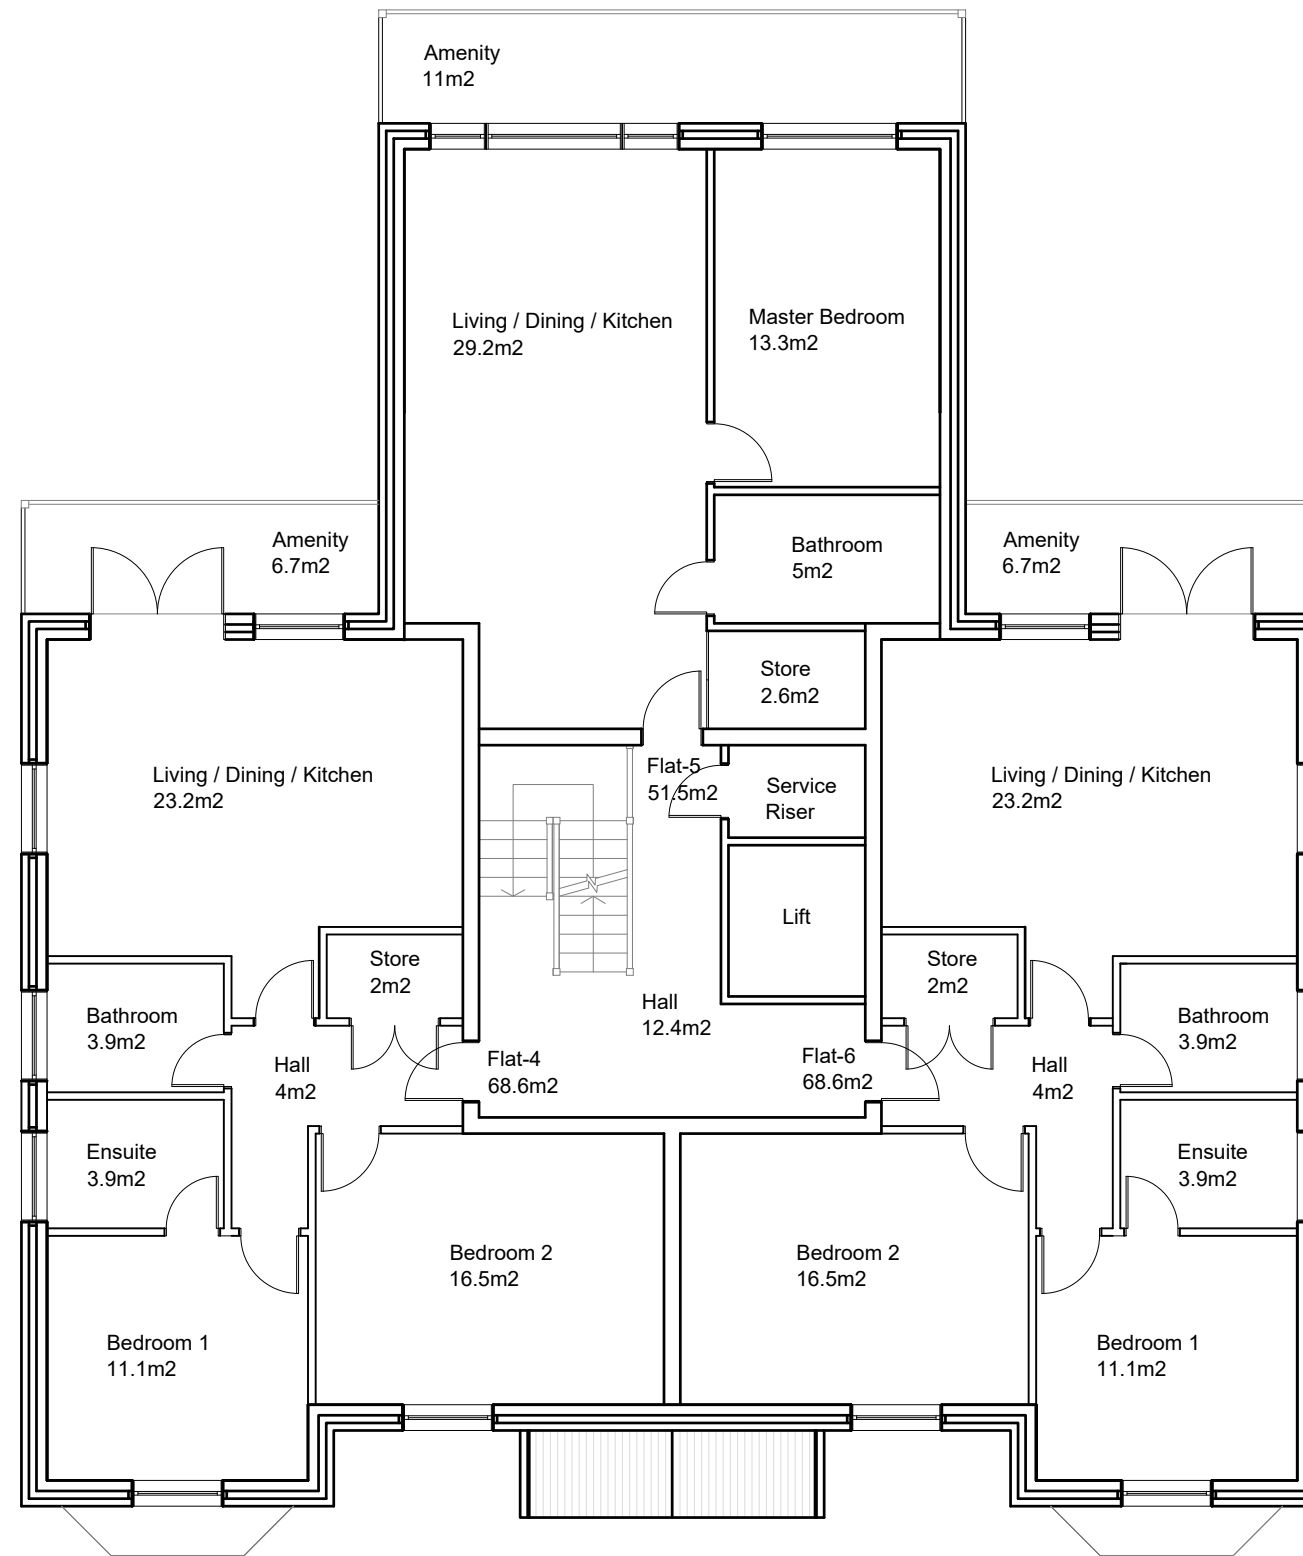 Amenity
11m2
Living / Dining / Kitchen
29.2m2
Master Bedroom
13.3m2
Amenity
6.7m2
Bathroom
5m2
Amenity
6.7m2
Store
2.6m2
Living / Dining / Kitchen
23.2m2
Flat-5
51.5m2
Service
Riser
Living / Dining / Kitchen
23.2m2
Lift
Store
2m2
Store
2m2
Bathroom
3.9m2
Hall
12.4m2
Bathroom
3.9m2
Hall
4m2
Flat-4
68.6m2
Flat-6
68.6m2
Hall
4m2
Ensuite
3.9m2
Ensuite
3.9m2
Bedroom 2
16.5m2
Bedroom 2
16.5m2
Bedroom 1
11.1m2
Bedroom 1
11.1m2